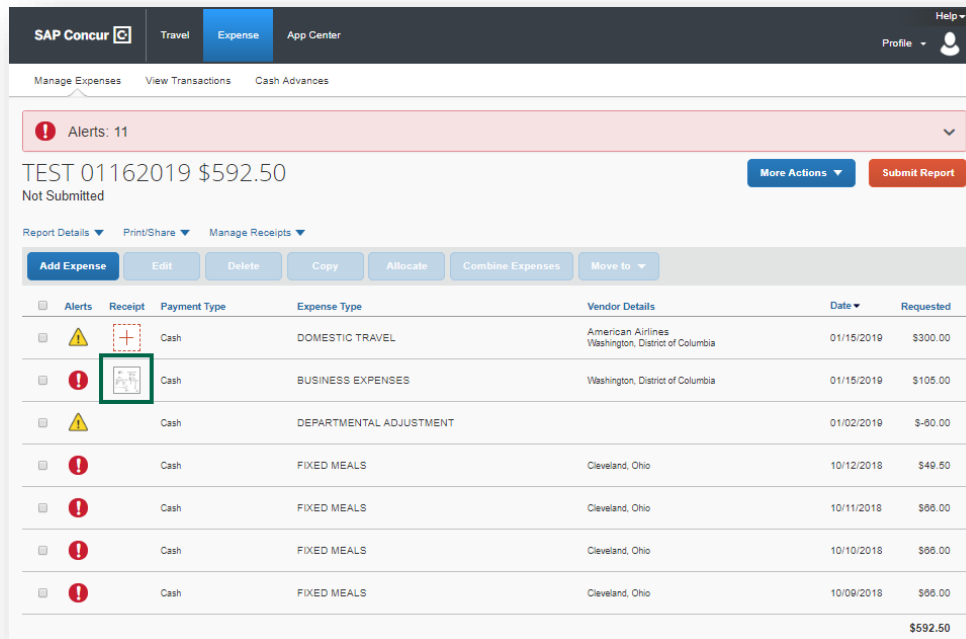 Help
SAP Concur C Travel Expense App Center Profile
Manage Expenses View Transactions Cash Advances
Alerts: 11
TEST 01162019 $592.50
Not Submitted
More Actions Submit Report
Report Details Print/Share Manage Receipts
Add Expense Edit Delete Copy Allocate Combine Expenses Move to
Alerts Receipt Payment Type Expense Type Vendor Details Date Requested
Cash DOMESTIC TRAVEL American Airlines 01/15/2019 $300.00
Washington, District of Columbia
Cash BUSINESS EXPENSES Washington, District of Columbia 01/15/2019 $105.00
Cash DEPARTMENTAL ADJUSTMENT 01/02/2019 $-60.00
Cash FIXED MEALS Cleveland, Ohio 10/12/2018 $49.50
Cash FIXED MEALS Cleveland, Ohio 10/11/2018 $66.00
Cash FIXED MEALS Cleveland, Ohio 10/10/2018 $66.00
Cash FIXED MEALS Cleveland, Ohio 10/09/2018 $66.00
$592.50